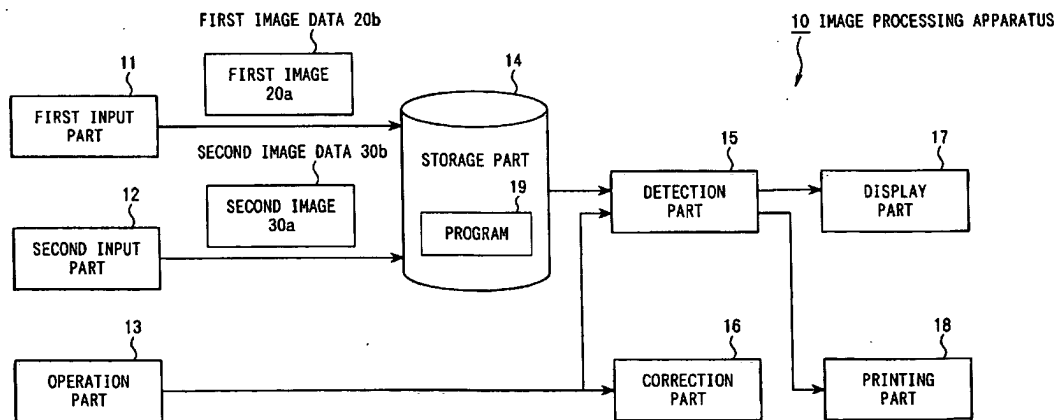 FIRST IMAGE DATA 20b
10 IMAGE PROCESSING APPARATUS
11
FIRST IMAGE
20a
14
FIRST INPUT
PART
SECOND IMAGE DATA 30b
STORAGE PART
15
17
12
SECOND IMAGE
30a
19
DETECTION
PART
DISPLAY
PART
SECOND INPUT
PART
PROGRAM
13
16
18
OPERATION
PART
CORRECTION
PART
PRINTING
PART